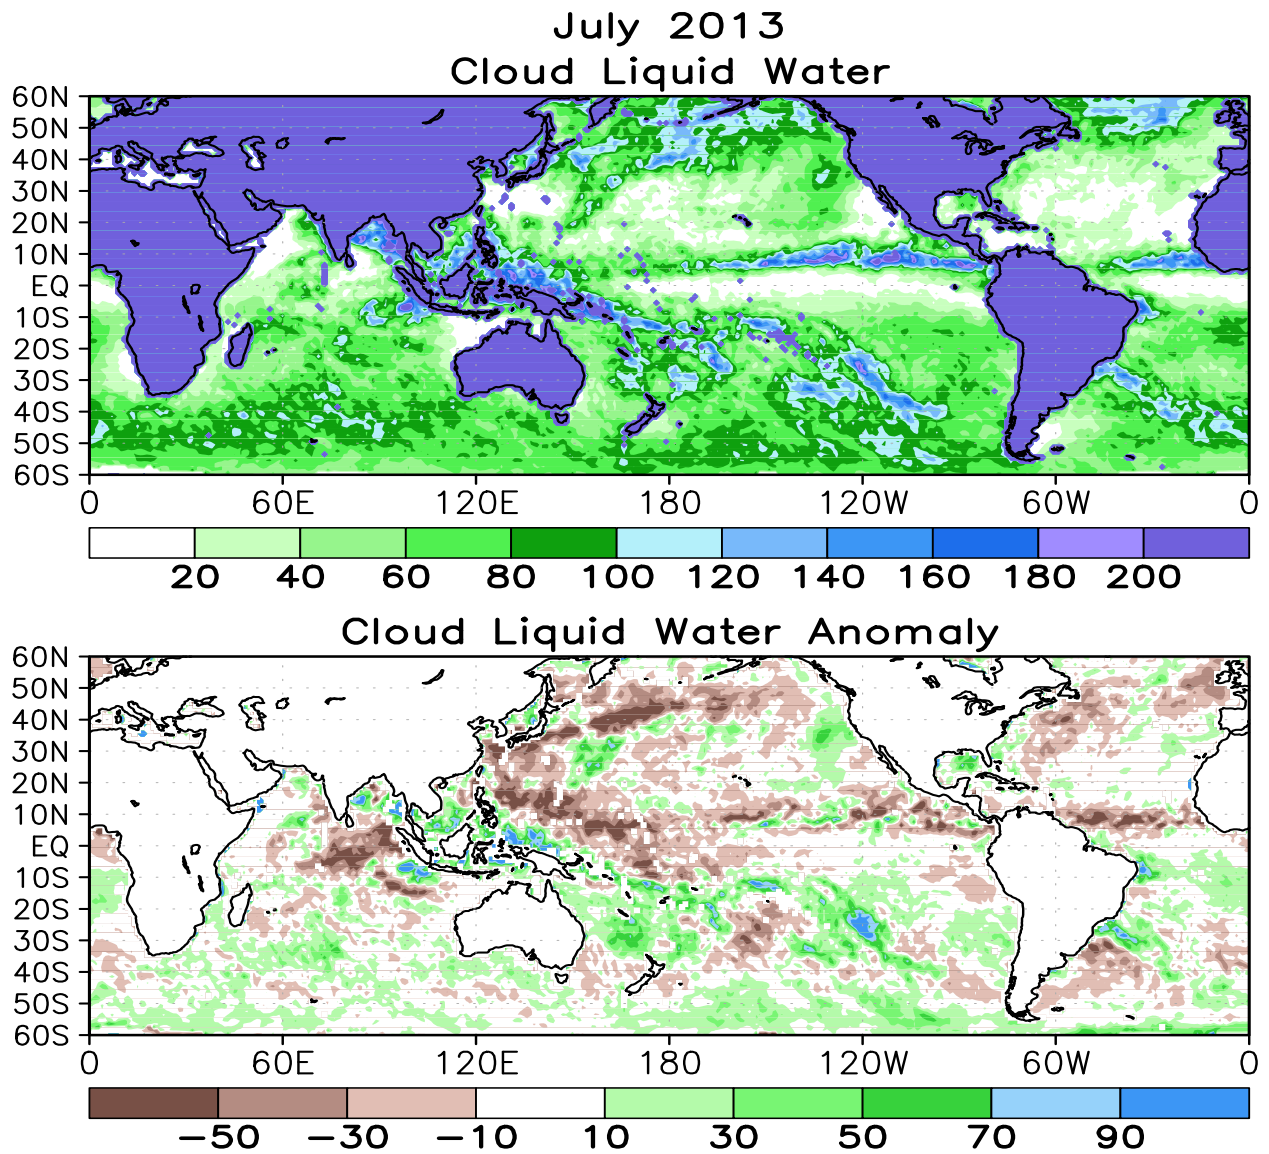 July 2013
Cloud Liquid Water
60N
50N
40N
30N
20N
10N
EQ
10S
20S
30S
40S
50S
60S
0 60E 120E 180 120W 60W 0
20 40 60 80 100 120 140 160 180 200
Cloud Liquid Water Anomaly
60N
50N
40N
30N
20N
10N
EQ
10S
20S
30S
40S
50S
60S
0 60E 120E 180 120W 60W 0
−50 −30 −10 10 30 50 70 90